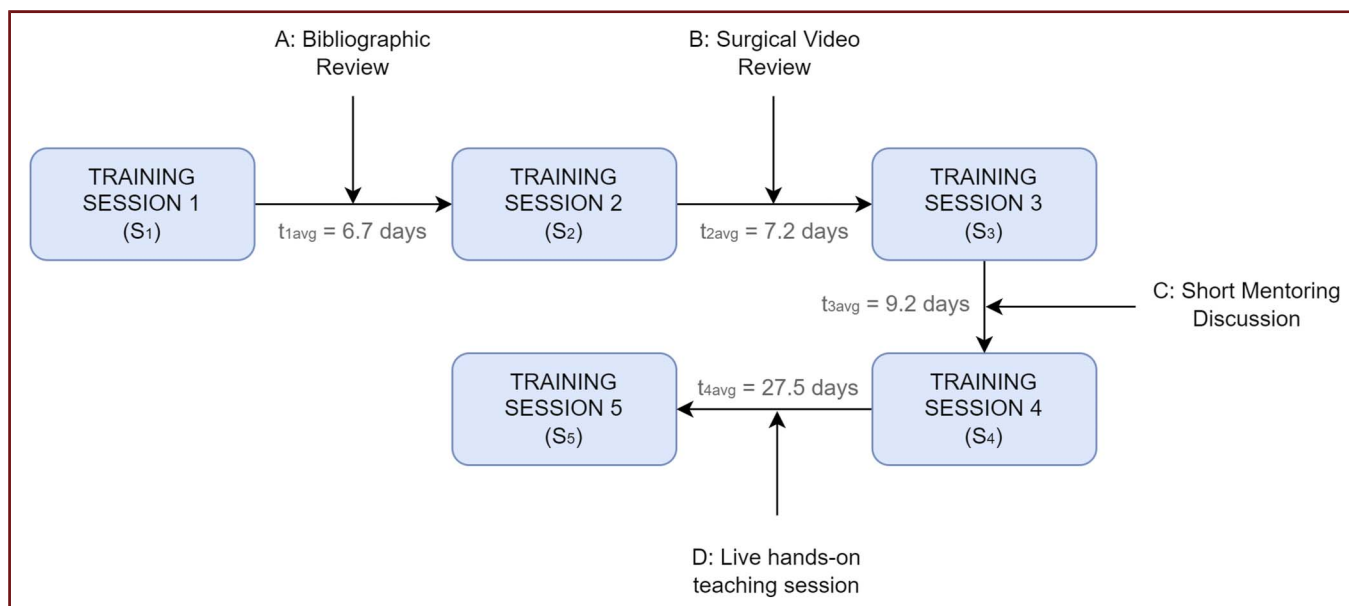 A: Bibliographic
Review
B: Surgical Video
Review
TRAINING
SESSION 1
(S1)
t1avg = 6.7 days
TRAINING
SESSION 2
(S2)
t2avg = 7.2 days
TRAINING
SESSION 3
(S3)
t3avg = 9.2 days
C: Short Mentoring
Discussion
TRAINING
SESSION 4
(S4)
t4avg = 27.5 days
TRAINING
SESSION 5
(S5)
D: Live hands-on
teaching session